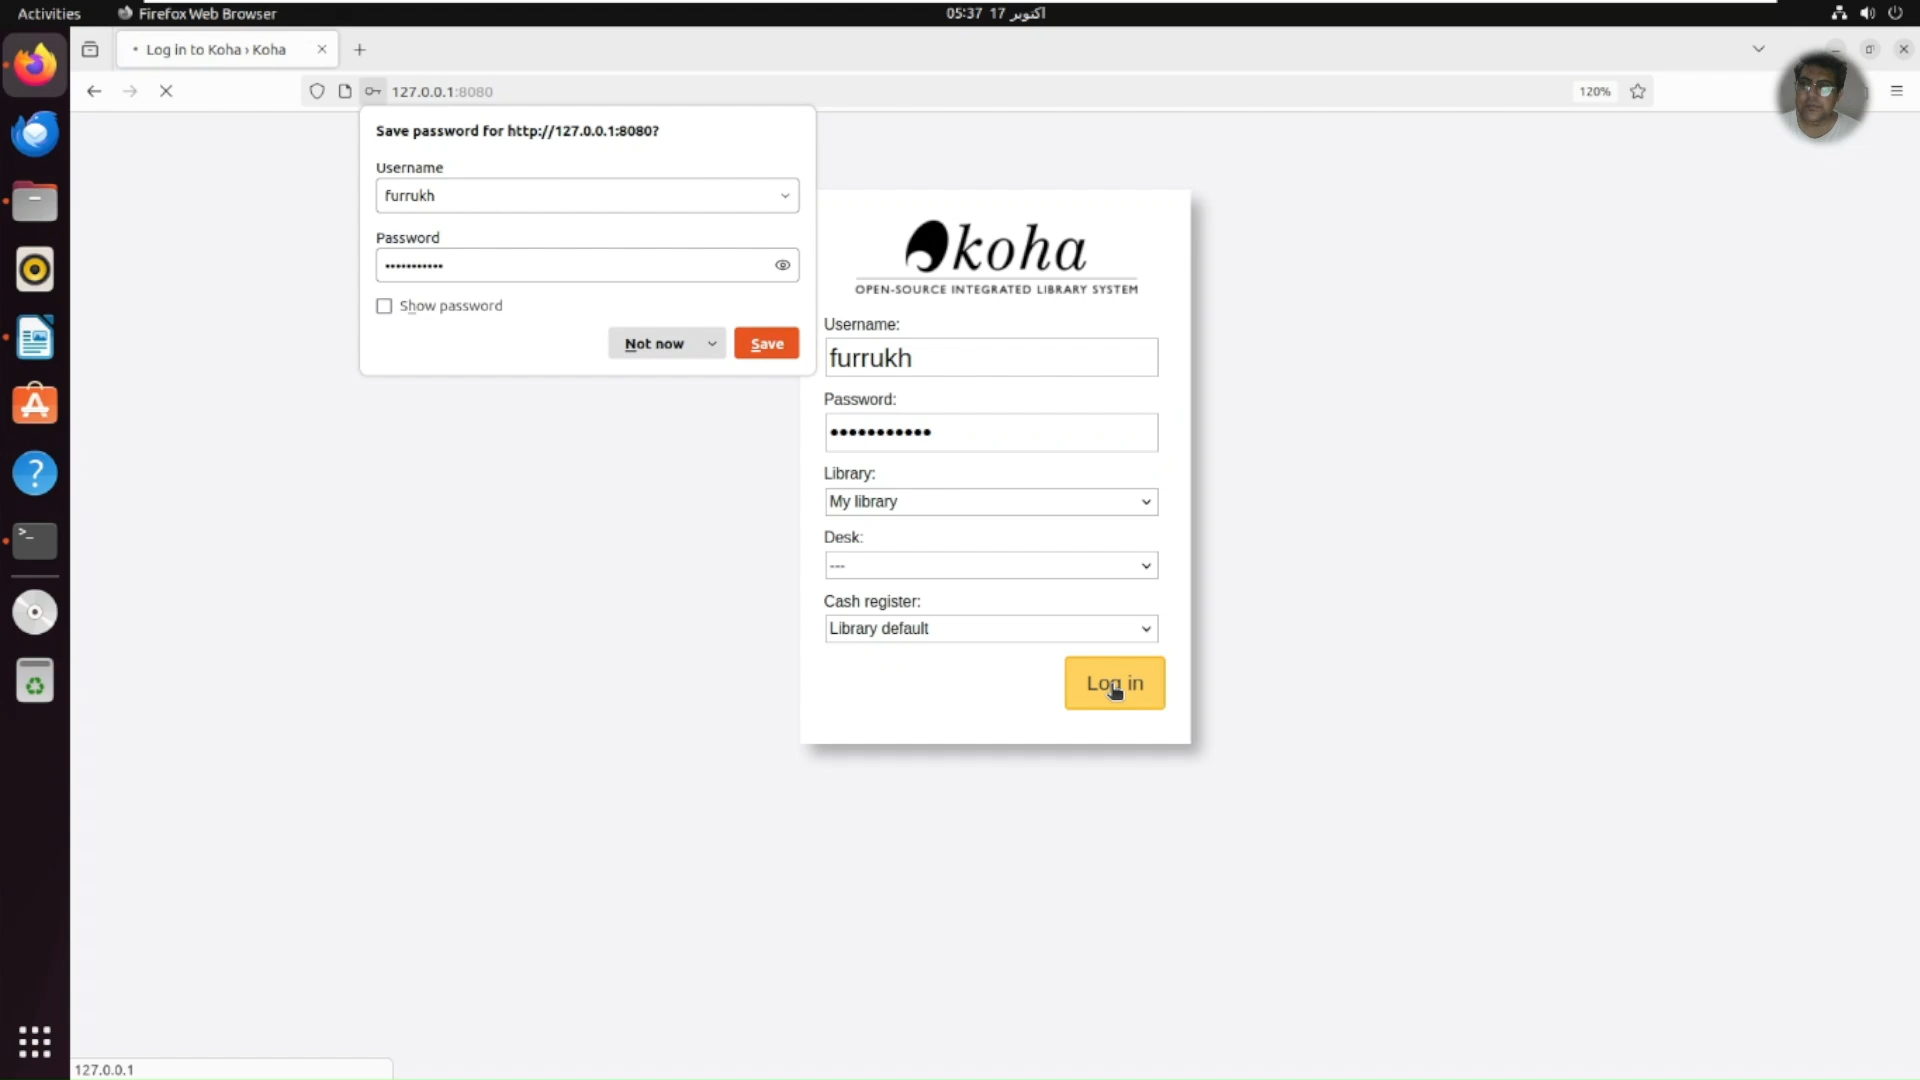 Activities
Firefox Web Browser
05:37 17 اکتوبر
Log in to Koha › Koha
127.0.0.1:8080
120%
Save password for http://127.0.0.1:8080?
Username
furrukh
Password
•••••••••••
Show password
Not now
Save
koha
OPEN-SOURCE INTEGRATED LIBRARY SYSTEM
Username:
furrukh
Password:
•••••••••••
Library:
My library
Desk:
---
Cash register:
Library default
Log in
127.0.0.1